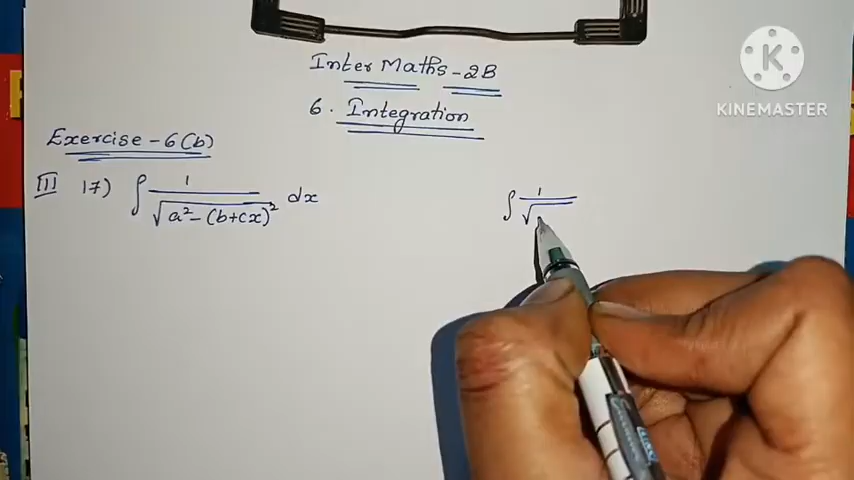 Inter Maths-2B
6. Integration
Exercise-6(b)
III 17) ∫ 1/√(a²-(b+cx)²) dx
∫ 1/√
K
KINEMASTER